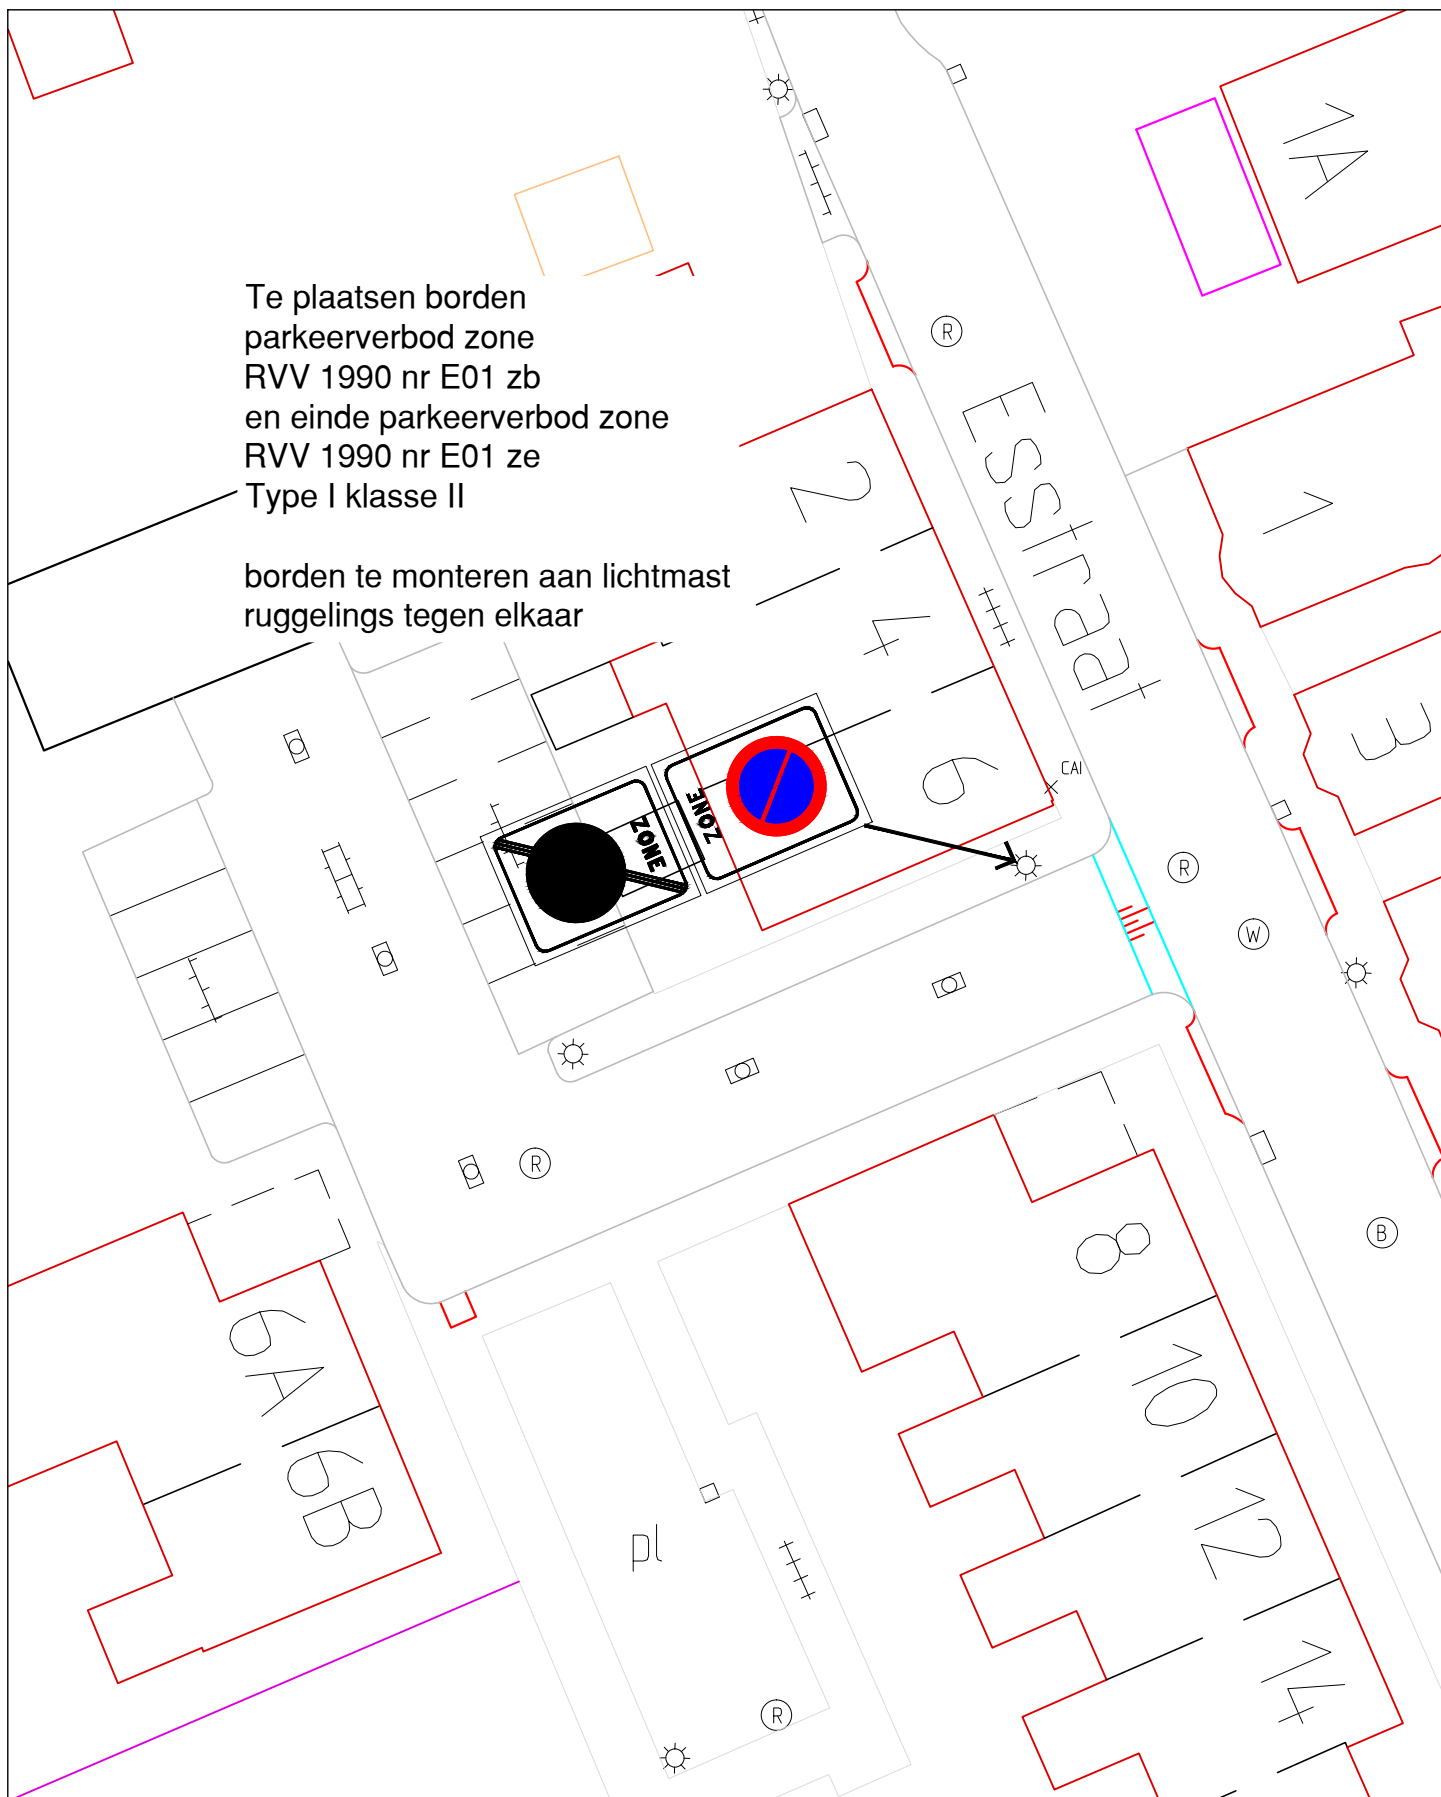 Te plaatsen borden
parkeerverbod zone
RVV 1990 nr E01 zb
en einde parkeerverbod zone
RVV 1990 nr E01 ze
Type I klasse II
borden te monteren aan lichtmast
ruggelings tegen elkaar
1A
R
Esstraat
2
1
4
3
6
CAI
ZONE
ZONE
R
W
R
B
8
6A
10
6B
12
pl
14
R